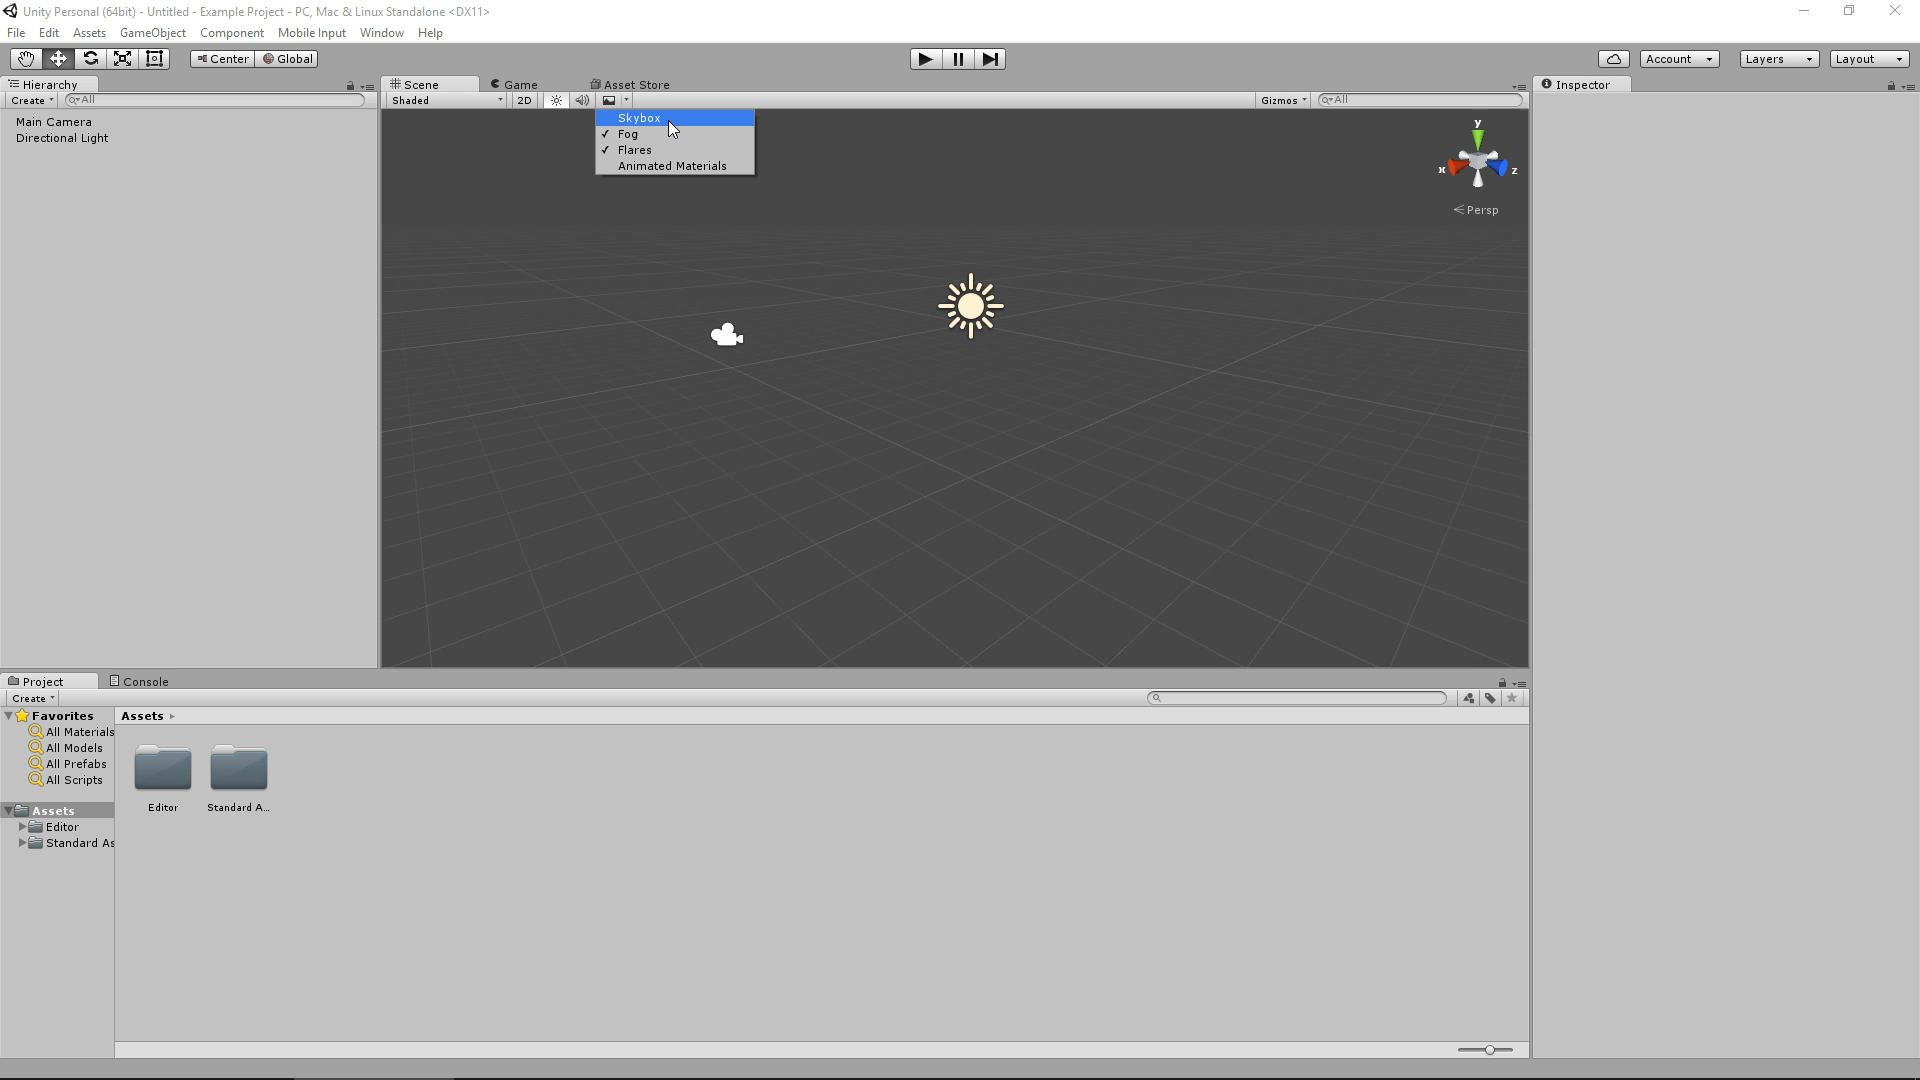 Unity Personal (64bit) - Untitled - Example Project - PC, Mac & Linux Standalone <DX11>
File Edit Assets GameObject Component Mobile Input Window Help
Center Global Account Layers Layout
Hierarchy Scene Game Asset Store Inspector
Create All Shaded 2D Gizmos All
Main Camera
Directional Light
Skybox
Fog
Flares
Animated Materials
y
x z
Persp
Project Console
Create
Favorites
All Materials
All Models
All Prefabs
All Scripts
Assets
Editor
Standard As
Assets
Editor Standard A...